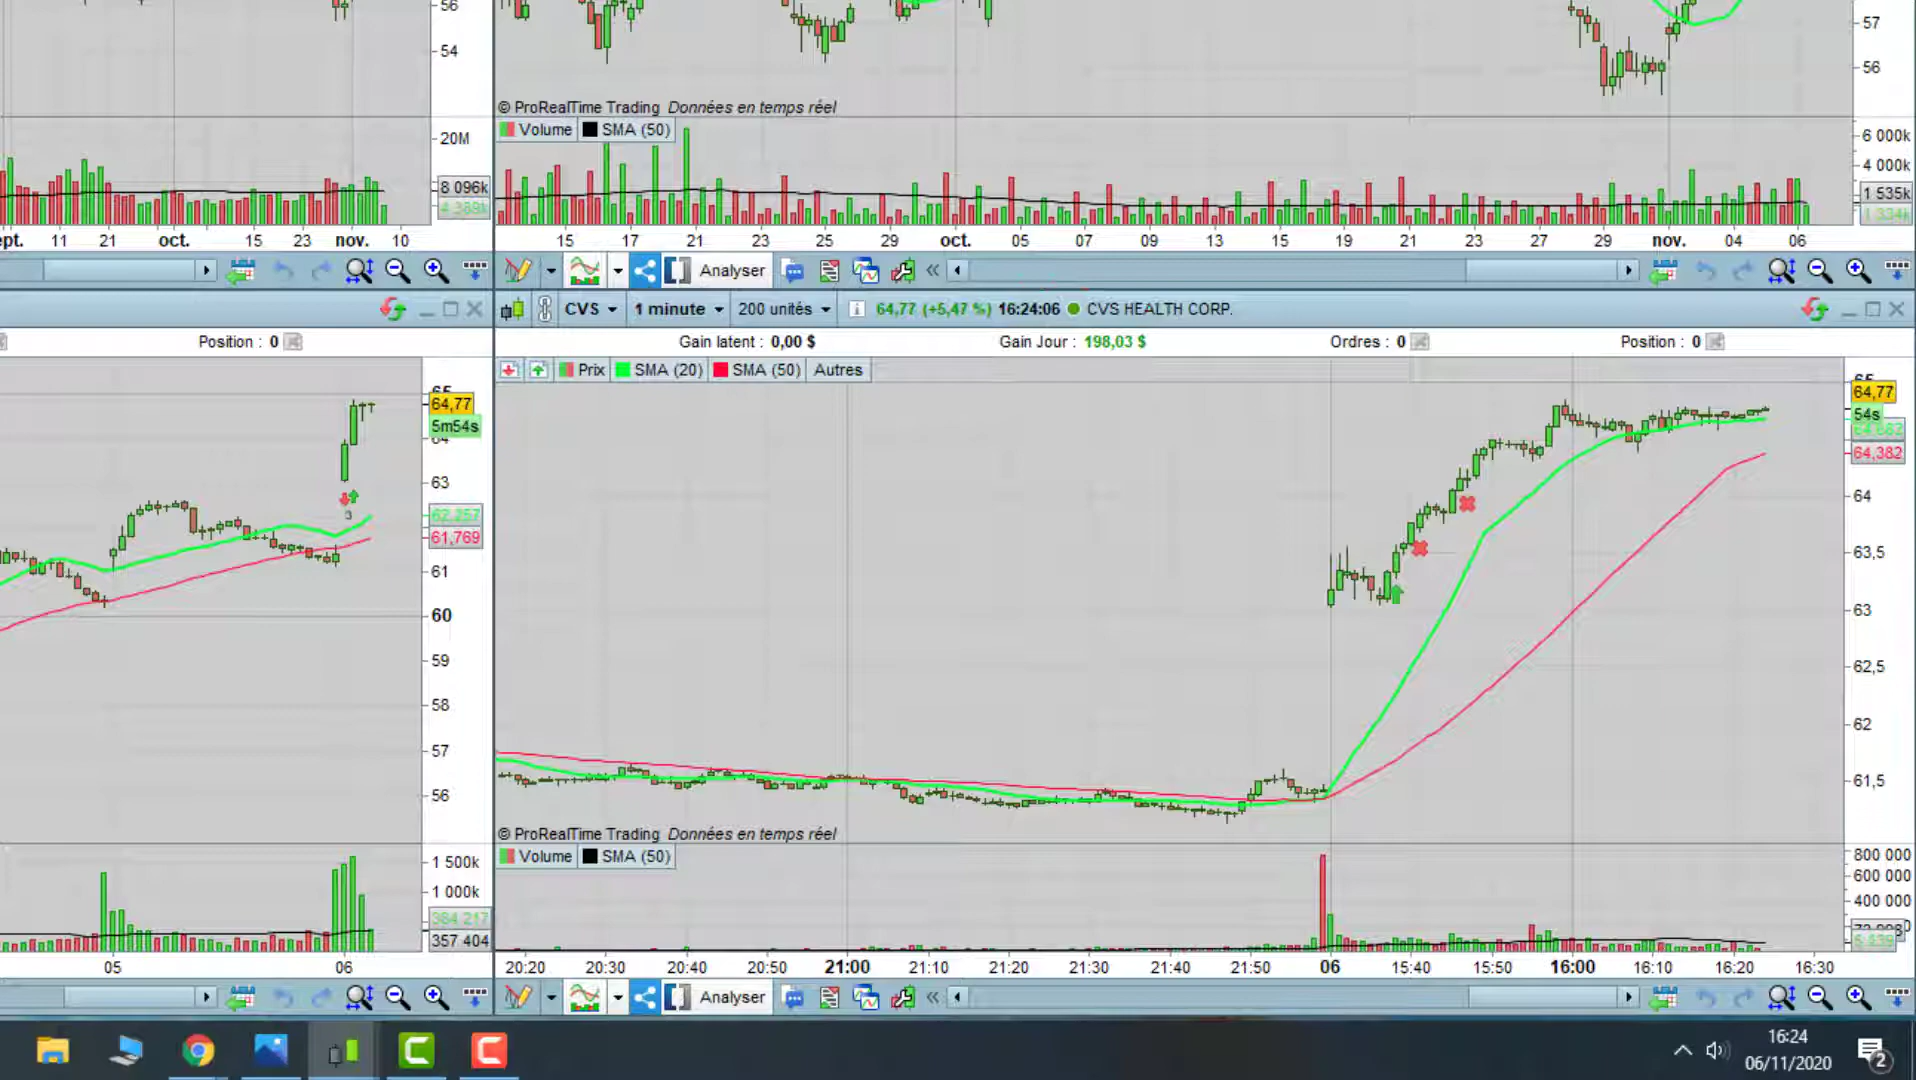 56
54
57
56
© ProRealTime Trading Données en temps réel
Volume SMA (50)
20M
8 096k
4 389k
6 000k
4 000k
1 535k
1 334k
11 21 oct. 15 23 nov. 10
15 17 21 23 25 29 oct. 05 07 09 13 15 19 21 23 27 29 nov. 04 06
Analyser
CVS 1 minute 200 unités 64,77 (+5,47 %) 16:24:06 CVS HEALTH CORP.
Position : 0
Gain latent : 0,00 $ Gain Jour : 198,03 $ Ordres : 0 Position : 0
Prix SMA (20) SMA (50) Autres
64,77
5m54s
63
62,257
61,769
61
60
59
58
57
56
3
64,77
54s
64,682
64,382
64
63,5
63
62,5
62
61,5
© ProRealTime Trading Données en temps réel
Volume SMA (50)
1 500k
1 000k
384 217
357 404
800 000
600 000
400 000
05 06
20:20 20:30 20:40 20:50 21:00 21:10 21:20 21:30 21:40 21:50 06 15:40 15:50 16:00 16:10 16:20 16:30
Analyser
16:24
06/11/2020
2